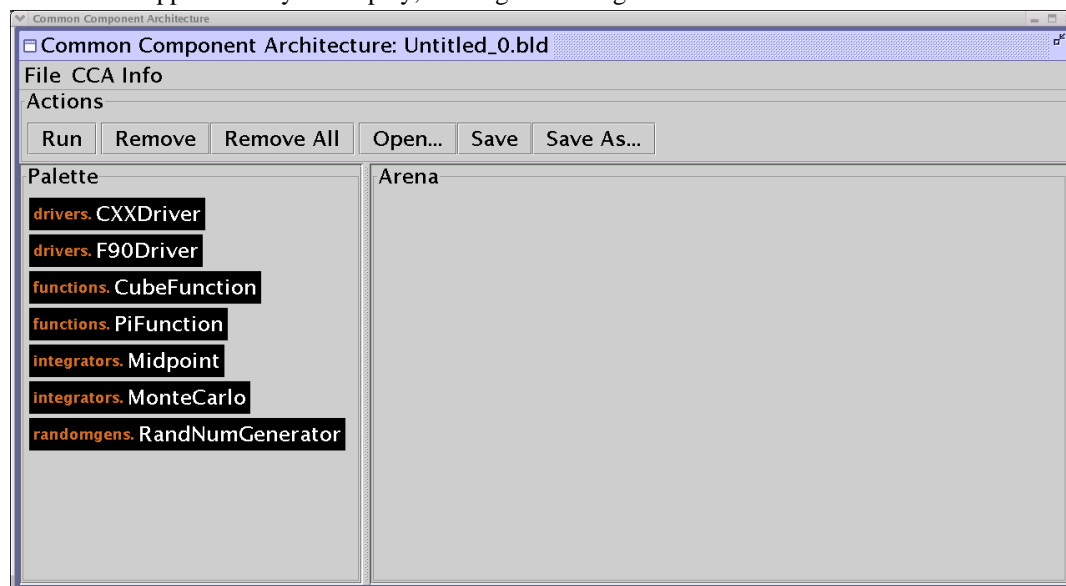 Common Component Architecture
Common Component Architecture: Untitled_0.bld
File CCA Info
Actions
Run Remove Remove All Open... Save Save As...
Palette
Arena
drivers. CXXDriver
drivers. F90Driver
functions. CubeFunction
functions. PiFunction
integrators. Midpoint
integrators. MonteCarlo
randomgens. RandNumGenerator